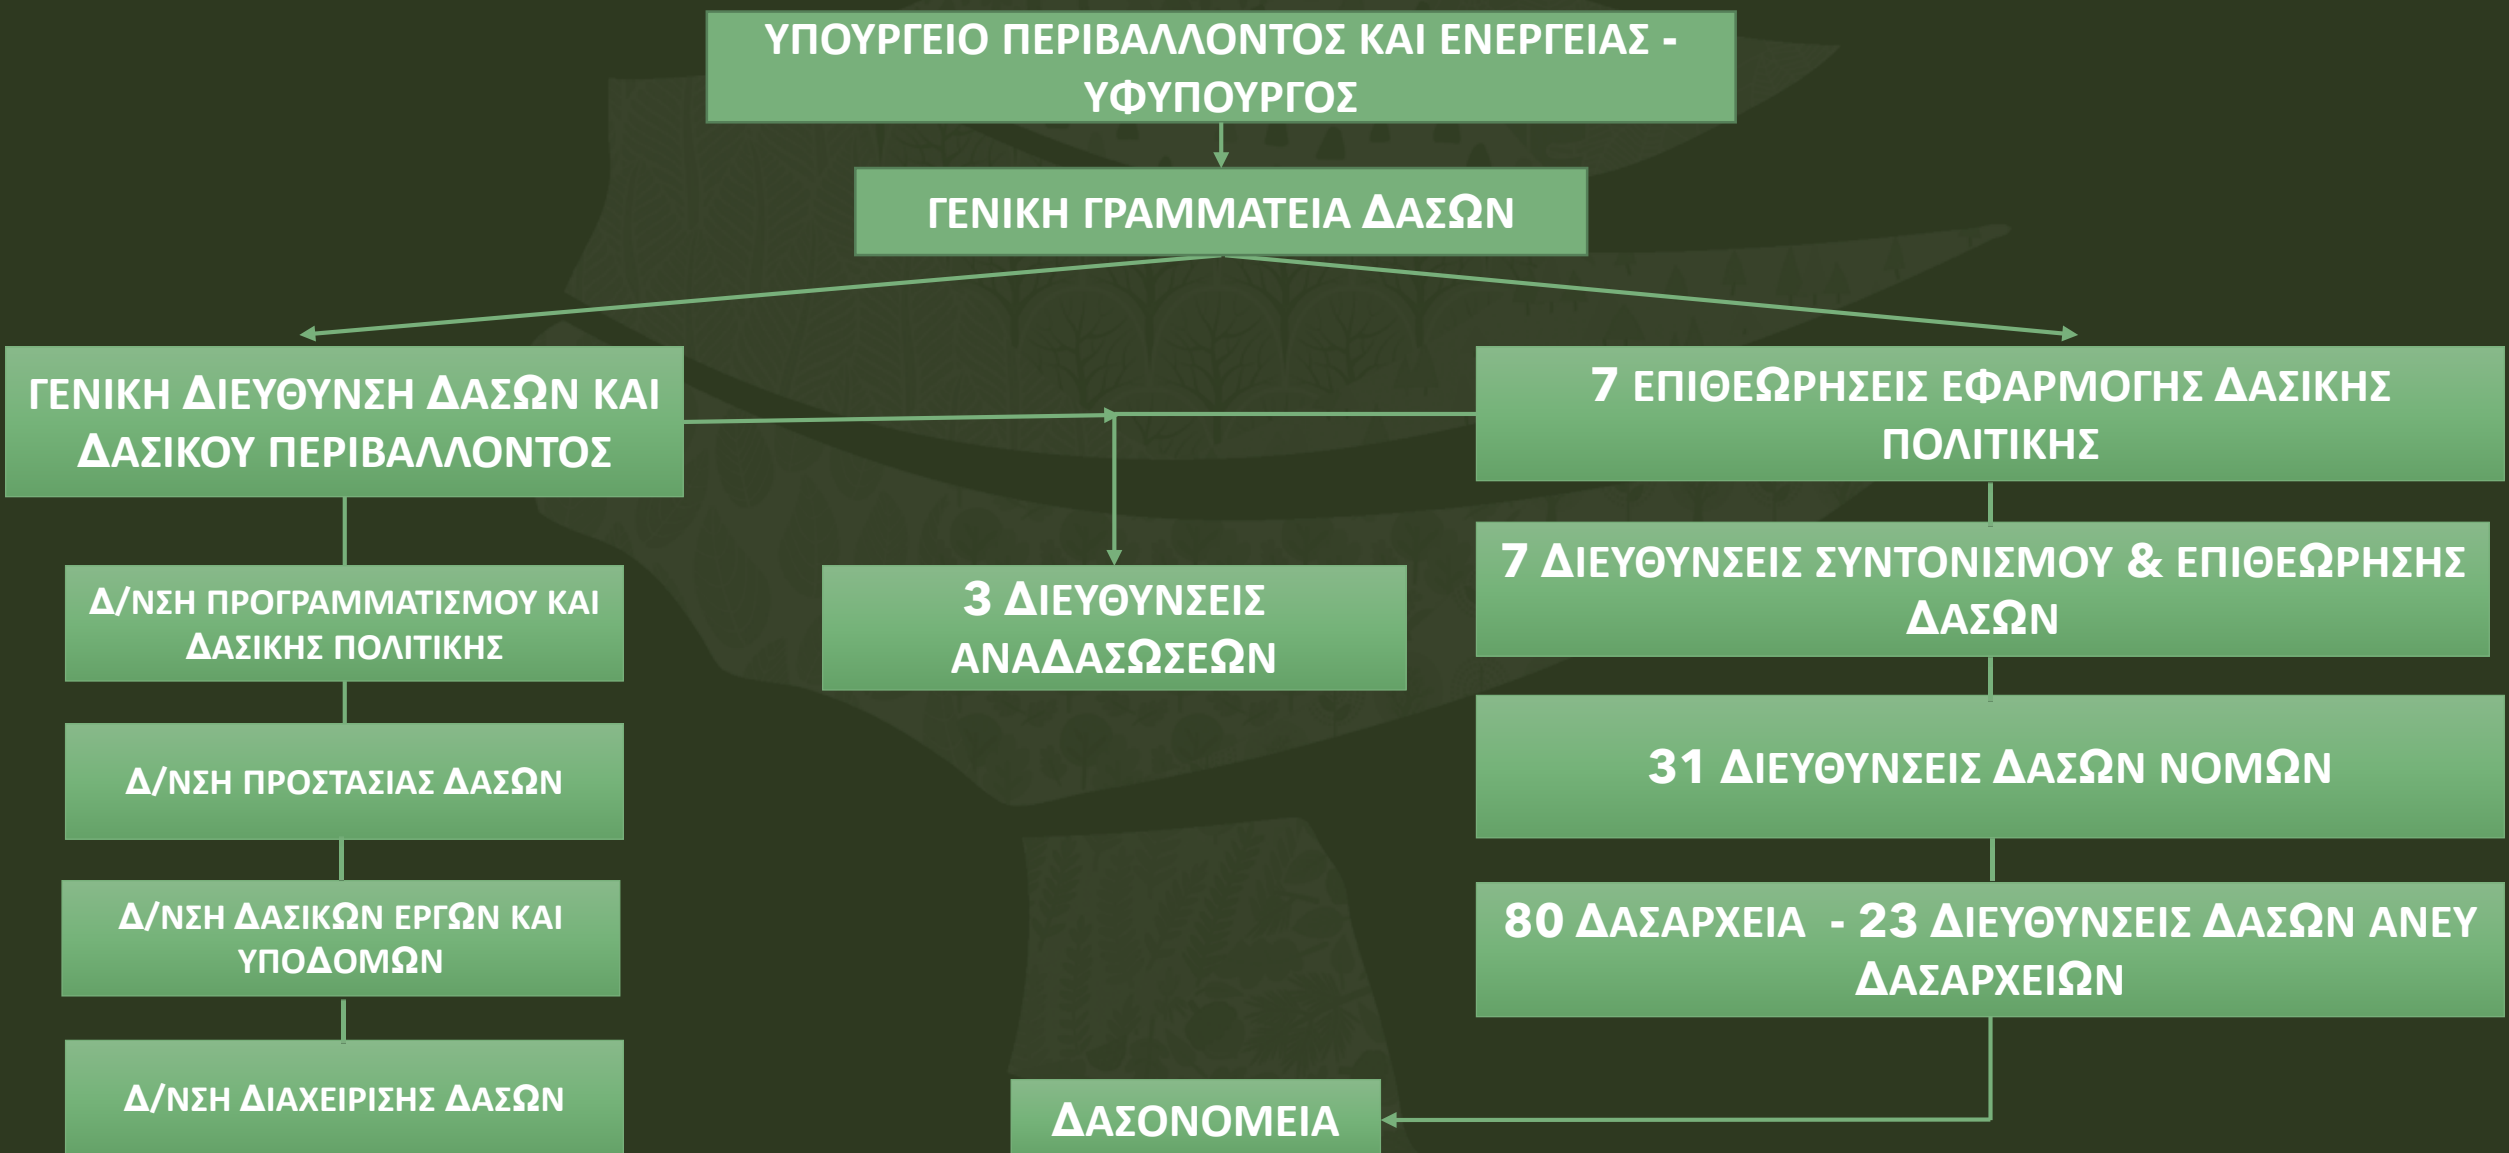 ΥΠΟΥΡΓΕΙΟ ΠΕΡΙΒΑΛΛΟΝΤΟΣ ΚΑΙ ΕΝΕΡΓΕΙΑΣ -
ΥΦΥΠΟΥΡΓΟΣ
ΓΕΝΙΚΗ ΓΡΑΜΜΑΤΕΙΑ ΔΑΣΩΝ
ΓΕΝΙΚΗ ΔΙΕΥΘΥΝΣΗ ΔΑΣΩΝ ΚΑΙ
ΔΑΣΙΚΟΥ ΠΕΡΙΒΑΛΛΟΝΤΟΣ
7 ΕΠΙΘΕΩΡΗΣΕΙΣ ΕΦΑΡΜΟΓΗΣ ΔΑΣΙΚΗΣ
ΠΟΛΙΤΙΚΗΣ
Δ/ΝΣΗ ΠΡΟΓΡΑΜΜΑΤΙΣΜΟΥ ΚΑΙ
ΔΑΣΙΚΗΣ ΠΟΛΙΤΙΚΗΣ
3 ΔΙΕΥΘΥΝΣΕΙΣ
ΑΝΑΔΑΣΩΣΕΩΝ
7 ΔΙΕΥΘΥΝΣΕΙΣ ΣΥΝΤΟΝΙΣΜΟΥ & ΕΠΙΘΕΩΡΗΣΗΣ
ΔΑΣΩΝ
Δ/ΝΣΗ ΠΡΟΣΤΑΣΙΑΣ ΔΑΣΩΝ
31 ΔΙΕΥΘΥΝΣΕΙΣ ΔΑΣΩΝ ΝΟΜΩΝ
Δ/ΝΣΗ ΔΑΣΙΚΩΝ ΕΡΓΩΝ ΚΑΙ
ΥΠΟΔΟΜΩΝ
80 ΔΑΣΑΡΧΕΙΑ - 23 ΔΙΕΥΘΥΝΣΕΙΣ ΔΑΣΩΝ ΑΝΕΥ
ΔΑΣΑΡΧΕΙΩΝ
Δ/ΝΣΗ ΔΙΑΧΕΙΡΙΣΗΣ ΔΑΣΩΝ
ΔΑΣΟΝΟΜΕΙΑ